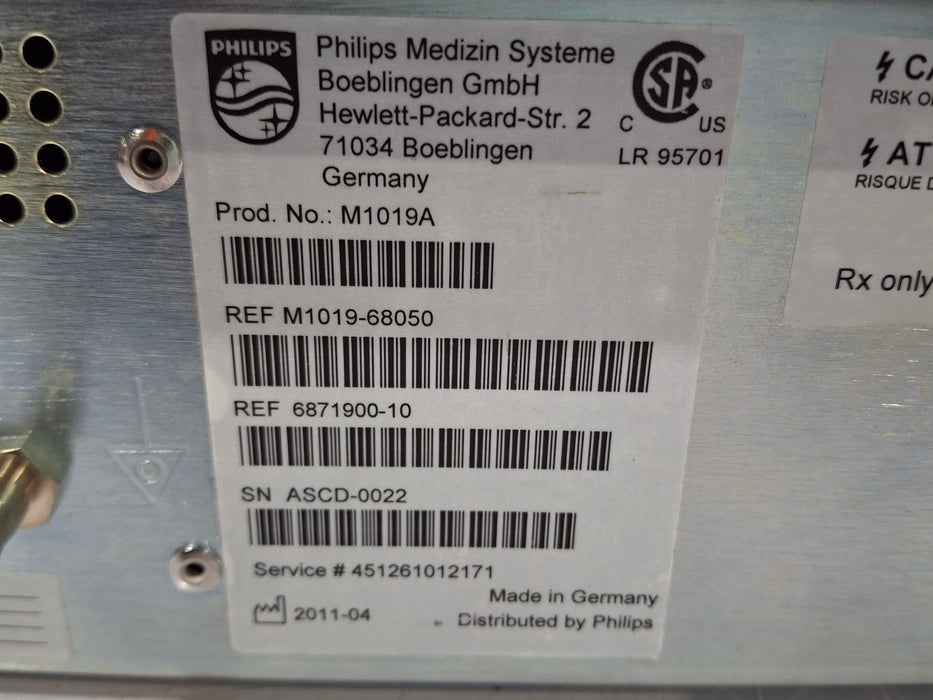 PHILIPS
Philips Medizin Systeme
Boeblingen GmbH
Hewlett-Packard-Str. 2
71034 Boeblingen
Germany
SA ®
C US
LR 95701
Prod. No.: M1019A
REF M1019-68050
REF 6871900-10
SN ASCD-0022
Service # 451261012171
2011-04
Made in Germany
Distributed by Philips
CA
RISK O
AT
RISQUE D
Rx only